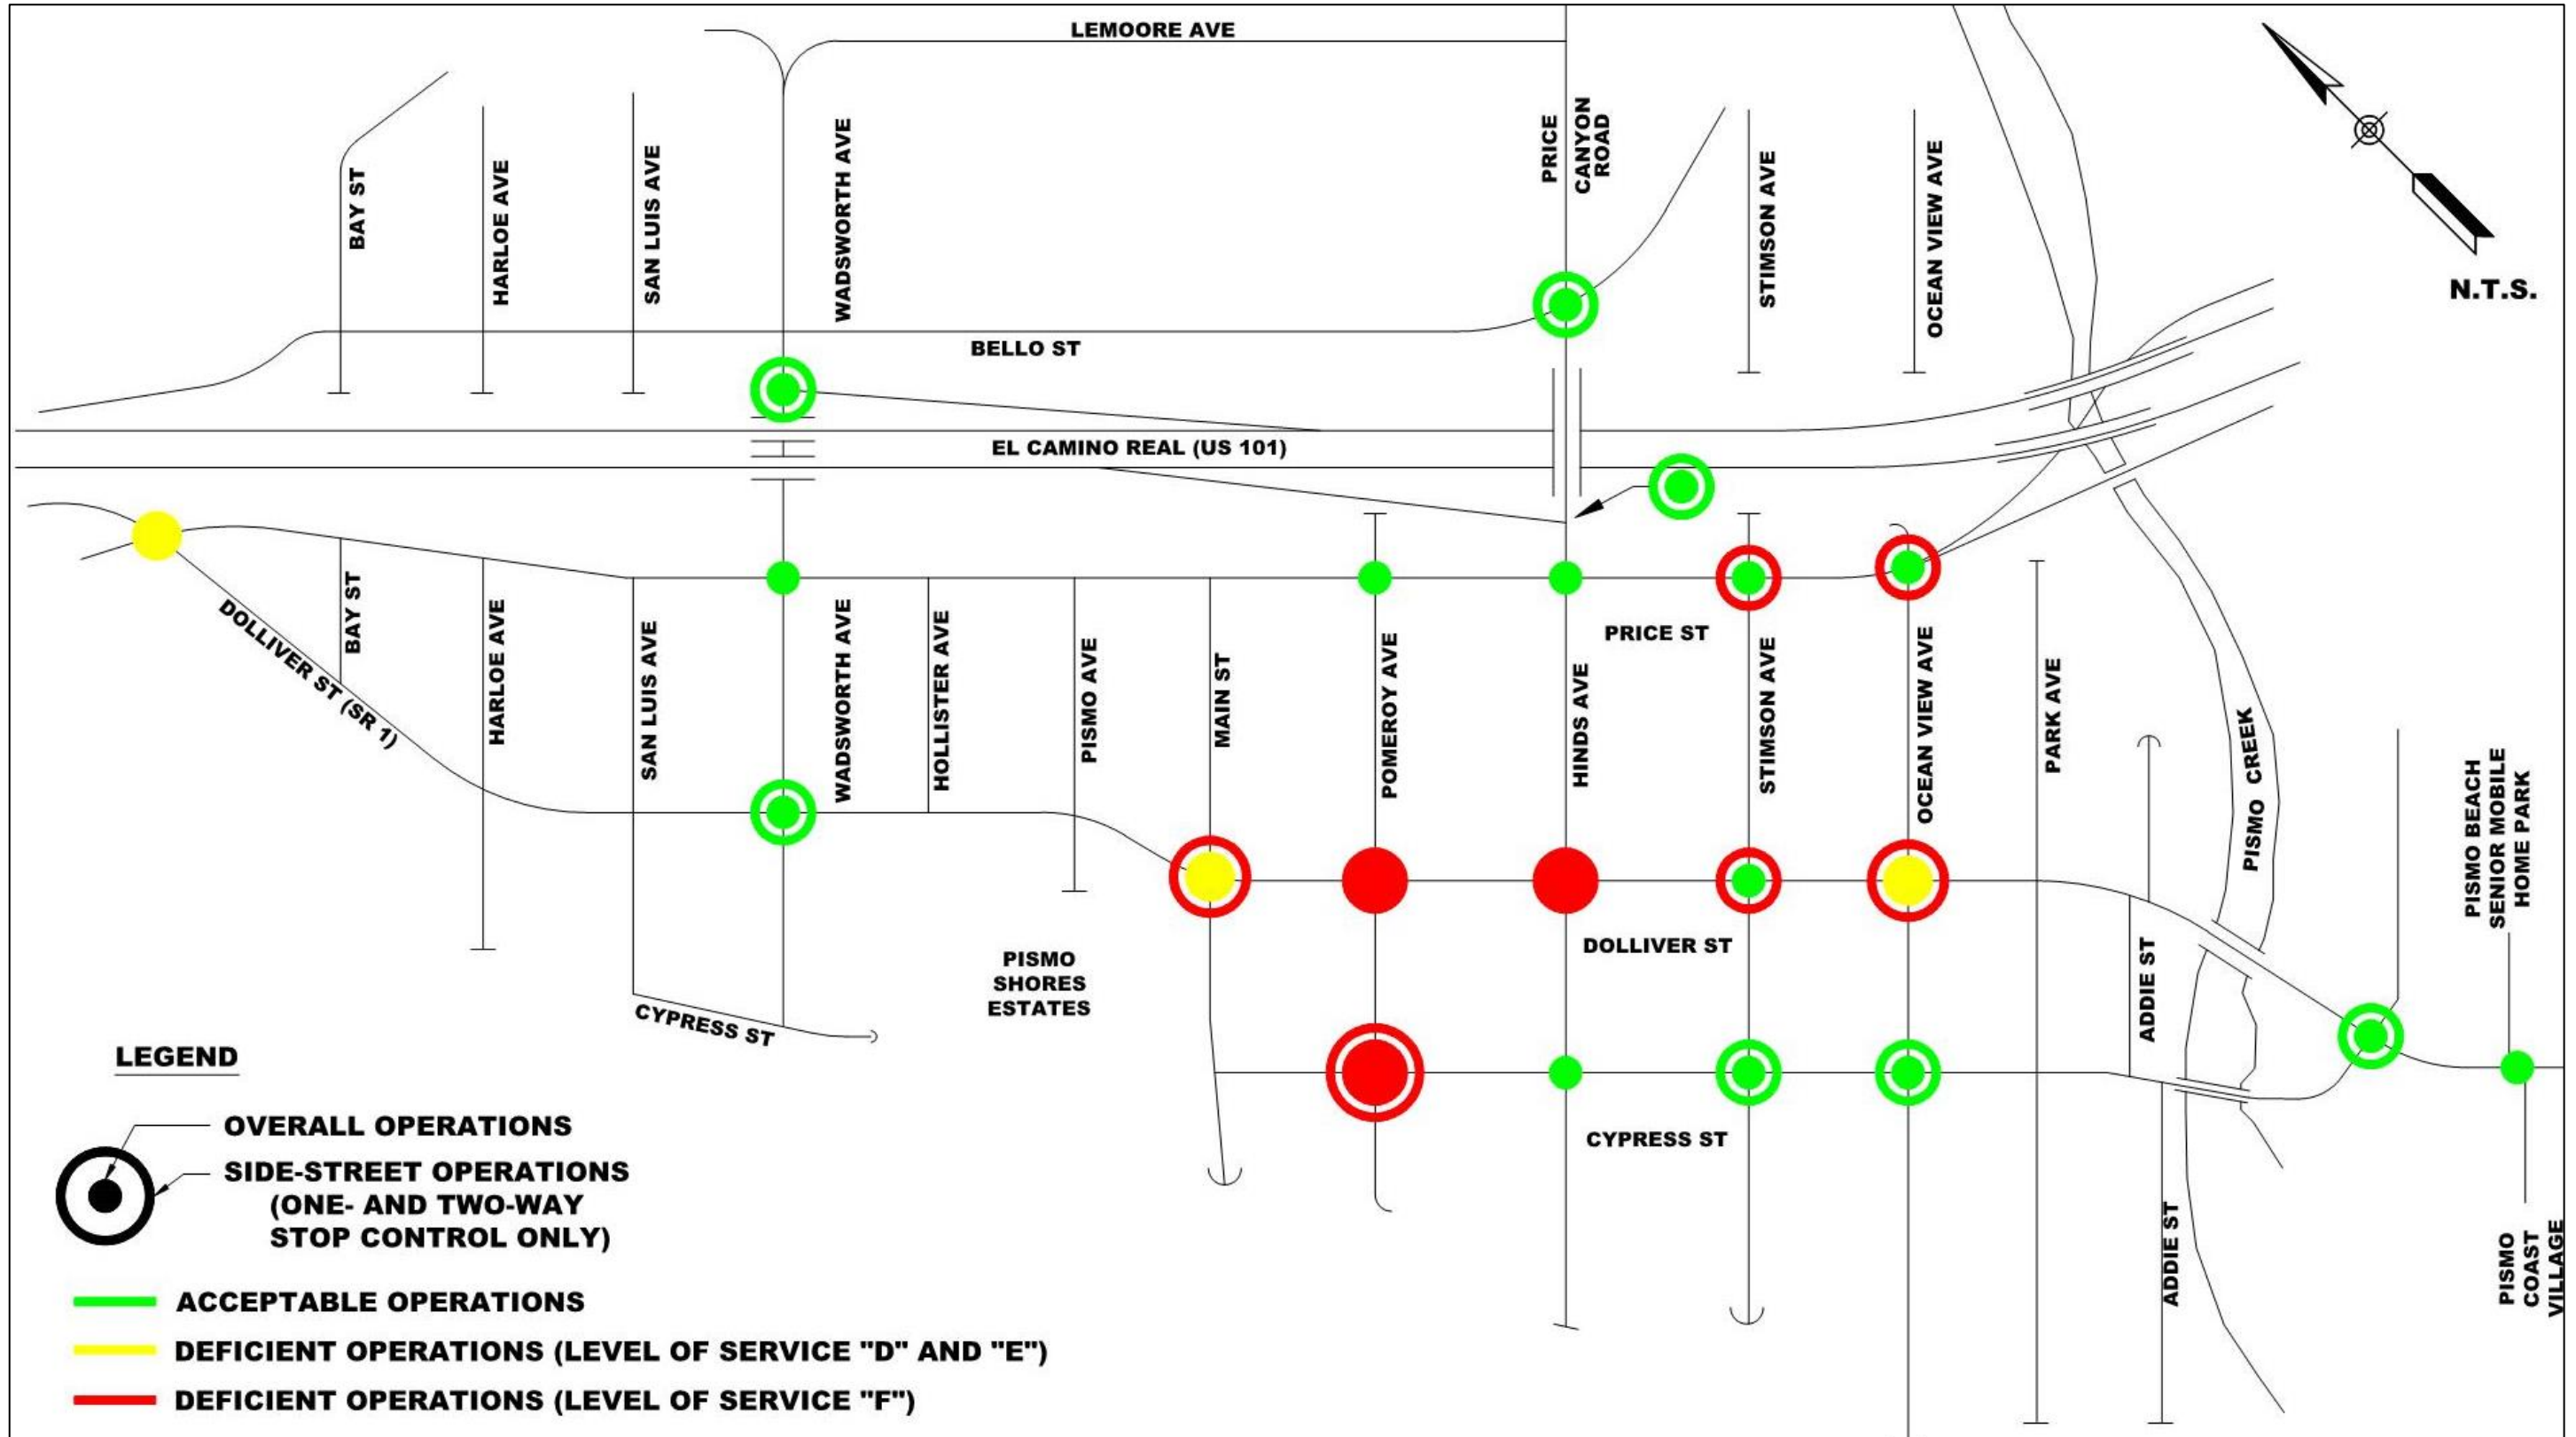 LEMOORE AVE
BAY ST
HARLOE AVE
SAN LUIS AVE
WADSWORTH AVE
PRICE
CANYON
ROAD
STIMSON AVE
OCEAN VIEW AVE
N.T.S.
BELLO ST
EL CAMINO REAL (US 101)
DOLLIVER ST (SR 1)
BAY ST
HARLOE AVE
SAN LUIS AVE
WADSWORTH AVE
HOLLISTER AVE
PISMO AVE
MAIN ST
POMEROY AVE
HINDS AVE
PRICE ST
STIMSON AVE
OCEAN VIEW AVE
PARK AVE
PISMO CREEK
PISMO BEACH
SENIOR MOBILE
HOME PARK
DOLLIVER ST
PISMO
SHORES
ESTATES
ADDIE ST
CYPRESS ST
CYPRESS ST
ADDIE ST
PISMO
COAST
VILLAGE
LEGEND
OVERALL OPERATIONS
SIDE-STREET OPERATIONS
(ONE- AND TWO-WAY
STOP CONTROL ONLY)
ACCEPTABLE OPERATIONS
DEFICIENT OPERATIONS (LEVEL OF SERVICE "D" AND "E")
DEFICIENT OPERATIONS (LEVEL OF SERVICE "F")